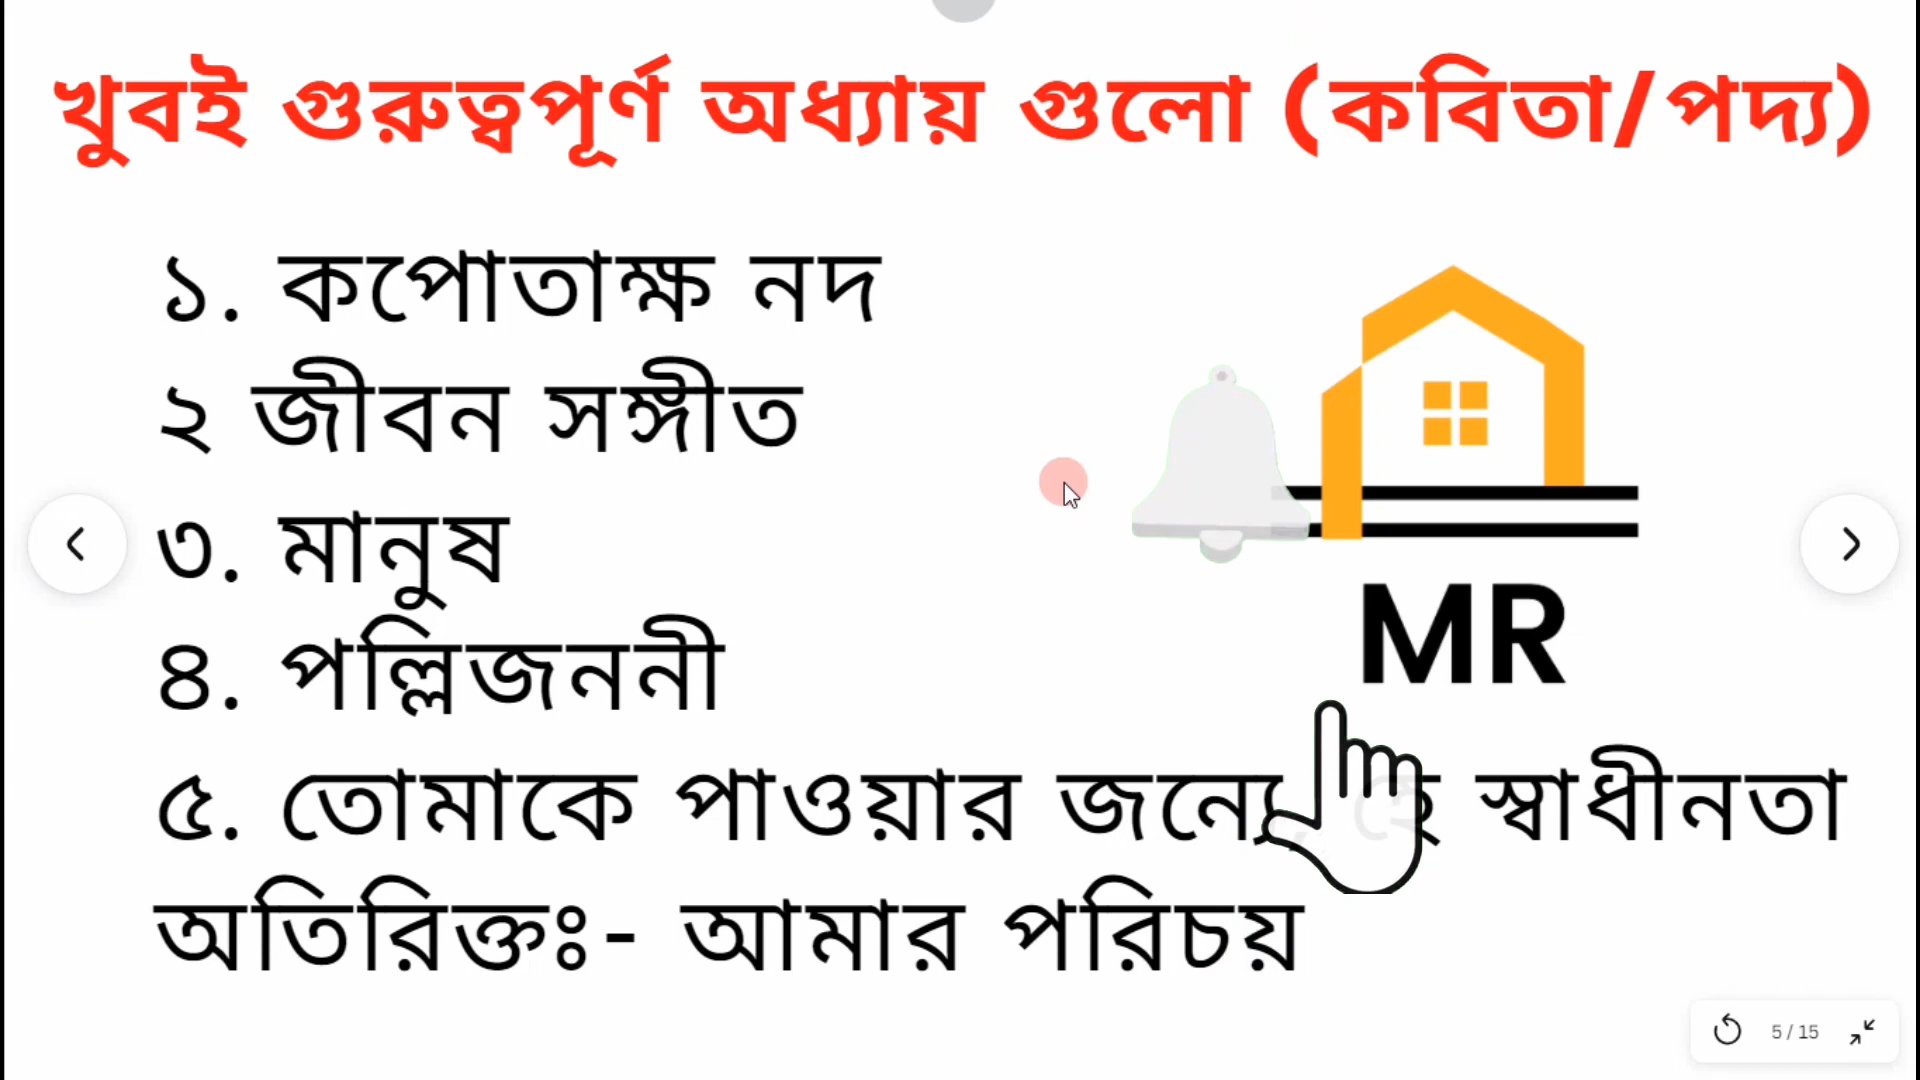 খুবই গুরুত্বপূর্ণ অধ্যায় গুলো (কবিতা/পদ্য)
১. কপোতাক্ষ নদ
২ জীবন সঙ্গীত
৩. মানুষ
৪. পল্লিজননী
৫. তোমাকে পাওয়ার জন্যে, হে স্বাধীনতা
অতিরিক্তঃ- আমার পরিচয়
MR
5 / 15